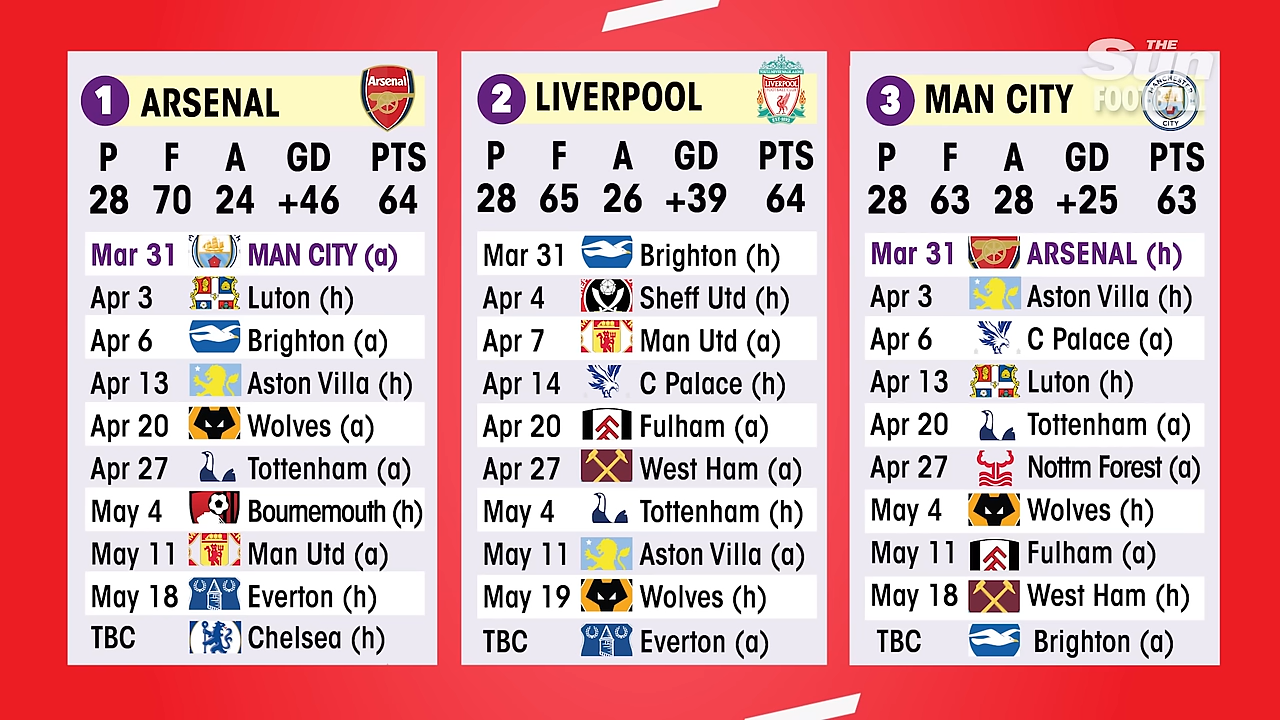 THE
Sun
FOOTBALL
1 ARSENAL
Arsenal
P F A GD PTS
28 70 24 +46 64
Mar 31 MAN CITY (a)
Apr 3 Luton (h)
Apr 6 Brighton (a)
Apr 13 Aston Villa (h)
Apr 20 Wolves (a)
Apr 27 Tottenham (a)
May 4 Bournemouth (h)
May 11 Man Utd (a)
May 18 Everton (h)
TBC Chelsea (h)
2 LIVERPOOL
LIVERPOOL
P F A GD PTS
28 65 26 +39 64
Mar 31 Brighton (h)
Apr 4 Sheff Utd (h)
Apr 7 Man Utd (a)
Apr 14 C Palace (h)
Apr 20 Fulham (a)
Apr 27 West Ham (a)
May 4 Tottenham (h)
May 11 Aston Villa (a)
May 19 Wolves (h)
TBC Everton (a)
3 MAN CITY
CITY
P F A GD PTS
28 63 28 +25 63
Mar 31 ARSENAL (h)
Apr 3 Aston Villa (h)
Apr 6 C Palace (a)
Apr 13 Luton (h)
Apr 20 Tottenham (a)
Apr 27 Nottm Forest (a)
May 4 Wolves (h)
May 11 Fulham (a)
May 18 West Ham (h)
TBC Brighton (a)